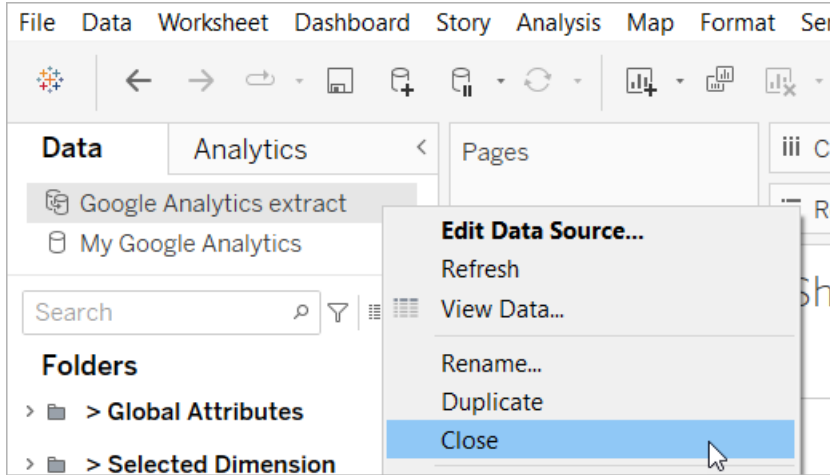 File Data Worksheet Dashboard Story Analysis Map Format
Data Analytics
Pages
Google Analytics extract
My Google Analytics
Search
Folders
> Global Attributes
> Selected Dimension
Edit Data Source...
Refresh
View Data...
Rename...
Duplicate
Close